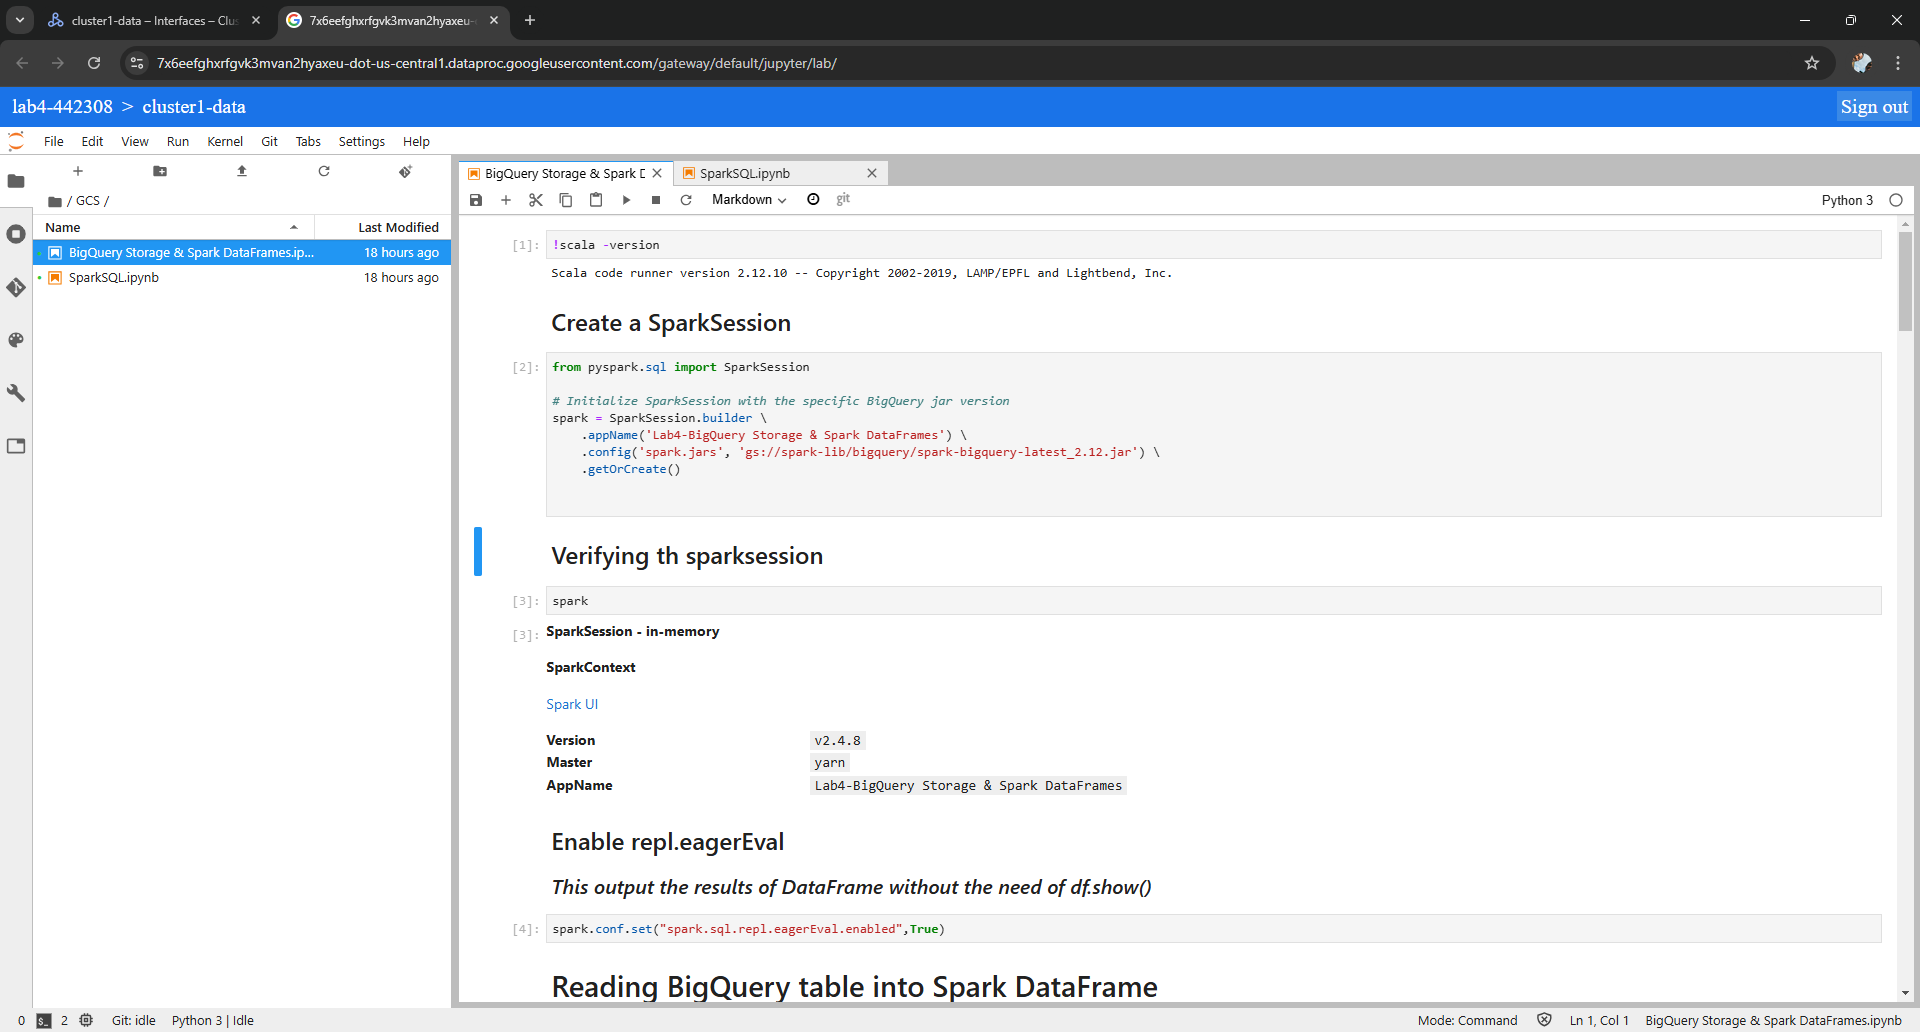 cluster1-data – Interfaces – Clus
7x6eefghxrfgvk3mvan2hyaxeu-
7x6eefghxrfgvk3mvan2hyaxeu-dot-us-central1.dataproc.googleusercontent.com/gateway/default/jupyter/lab/
lab4-442308 > cluster1-data
Sign out
File Edit View Run Kernel Git Tabs Settings Help
/ GCS /
Name Last Modified
BigQuery Storage & Spark DataFrames.ip... 18 hours ago
SparkSQL.ipynb 18 hours ago
BigQuery Storage & Spark D
SparkSQL.ipynb
Markdown git Python 3
[1]: !scala -version
Scala code runner version 2.12.10 -- Copyright 2002-2019, LAMP/EPFL and Lightbend, Inc.
Create a SparkSession
[2]: from pyspark.sql import SparkSession
# Initialize SparkSession with the specific BigQuery jar version
spark = SparkSession.builder \
.appName('Lab4-BigQuery Storage & Spark DataFrames') \
.config('spark.jars', 'gs://spark-lib/bigquery/spark-bigquery-latest_2.12.jar') \
.getOrCreate()
Verifying th sparksession
[3]: spark
[3]: SparkSession - in-memory
SparkContext
Spark UI
Version v2.4.8
Master yarn
AppName Lab4-BigQuery Storage & Spark DataFrames
Enable repl.eagerEval
This output the results of DataFrame without the need of df.show()
[4]: spark.conf.set("spark.sql.repl.eagerEval.enabled",True)
Reading BigQuery table into Spark DataFrame
0 $_ 2 Git: idle Python 3 | Idle
Mode: Command Ln 1, Col 1 BigQuery Storage & Spark DataFrames.ipynb